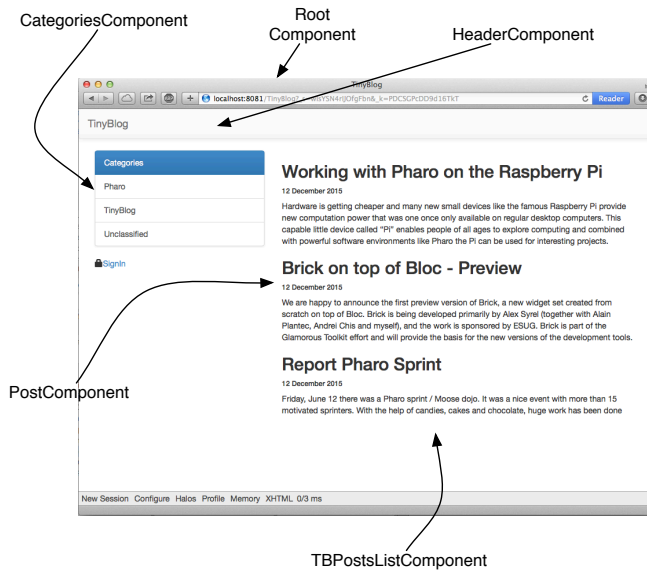 CategoriesComponent
Root
Component
HeaderComponent
TinyBlog
localhost:8081
Reader
TinyBlog
Categories
Pharo
TinyBlog
Unclassified
SignIn
Working with Pharo on the Raspberry Pi
12 December 2015
Hardware is getting cheaper and many new small devices like the famous Raspberry Pi provide
new computation power that was one once only available on regular desktop computers. This
capable little device called "Pi" enables people of all ages to explore computing and combined
with powerful software environments like Pharo the Pi can be used for interesting projects.
Brick on top of Bloc - Preview
12 December 2015
We are happy to announce the first preview version of Brick, a new widget set created from
scratch on top of Bloc. Brick is being developed primarily by Alex Syrel (together with Alain
Plantec, Andrei Chis and myself), and the work is sponsored by ESUG. Brick is part of the
Glamorous Toolkit effort and will provide the basis for the new versions of the development tools.
Report Pharo Sprint
12 December 2015
Friday, June 12 there was a Pharo sprint / Moose dojo. It was a nice event with more than 15
motivated sprinters. With the help of candies, cakes and chocolate, huge work has been done
PostComponent
New Session Configure Halos Profile Memory XHTML 0/3 ms
TBPostsListComponent